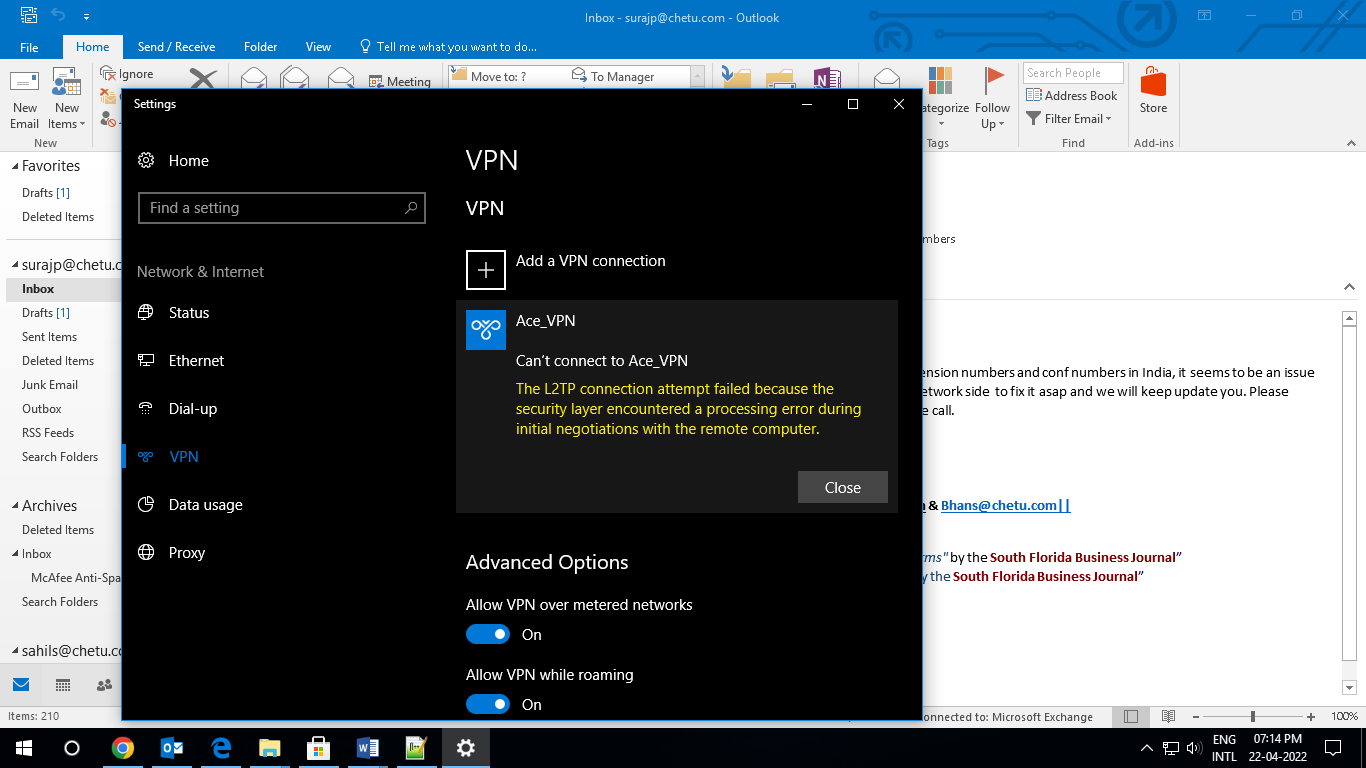 Inbox - surajp@chetu.com - Outlook
File
Home
Send / Receive
Folder
View
Tell me what you want to do...
New
Email
New
Items
New
Ignore
Meeting
Move to: ?
To Manager
ategorize
Tags
Follow
Up
Search People
Address Book
Filter Email
Find
Store
Add-ins
Favorites
Drafts [1]
Deleted Items
surajp@chetu.c
Inbox
Drafts [1]
Sent Items
Deleted Items
Junk Email
Outbox
RSS Feeds
Search Folders
Archives
Deleted Items
Inbox
McAfee Anti-Spa
Search Folders
sahils@chetu.c
Items: 210
Settings
Home
Find a setting
Network & Internet
Status
Ethernet
Dial-up
VPN
Data usage
Proxy
VPN
VPN
Add a VPN connection
Ace_VPN
Can't connect to Ace_VPN
The L2TP connection attempt failed because the
security layer encountered a processing error during
initial negotiations with the remote computer.
Close
Advanced Options
Allow VPN over metered networks
On
Allow VPN while roaming
On
mbers
ension numbers and conf numbers in India, it seems to be an issue
etwork side to fix it asap and we will keep update you. Please
e call.
& Bhans@chetu.com||
rms" by the South Florida Business Journal”
y the South Florida Business Journal”
onnected to: Microsoft Exchange
100%
ENG
INTL
07:14 PM
22-04-2022